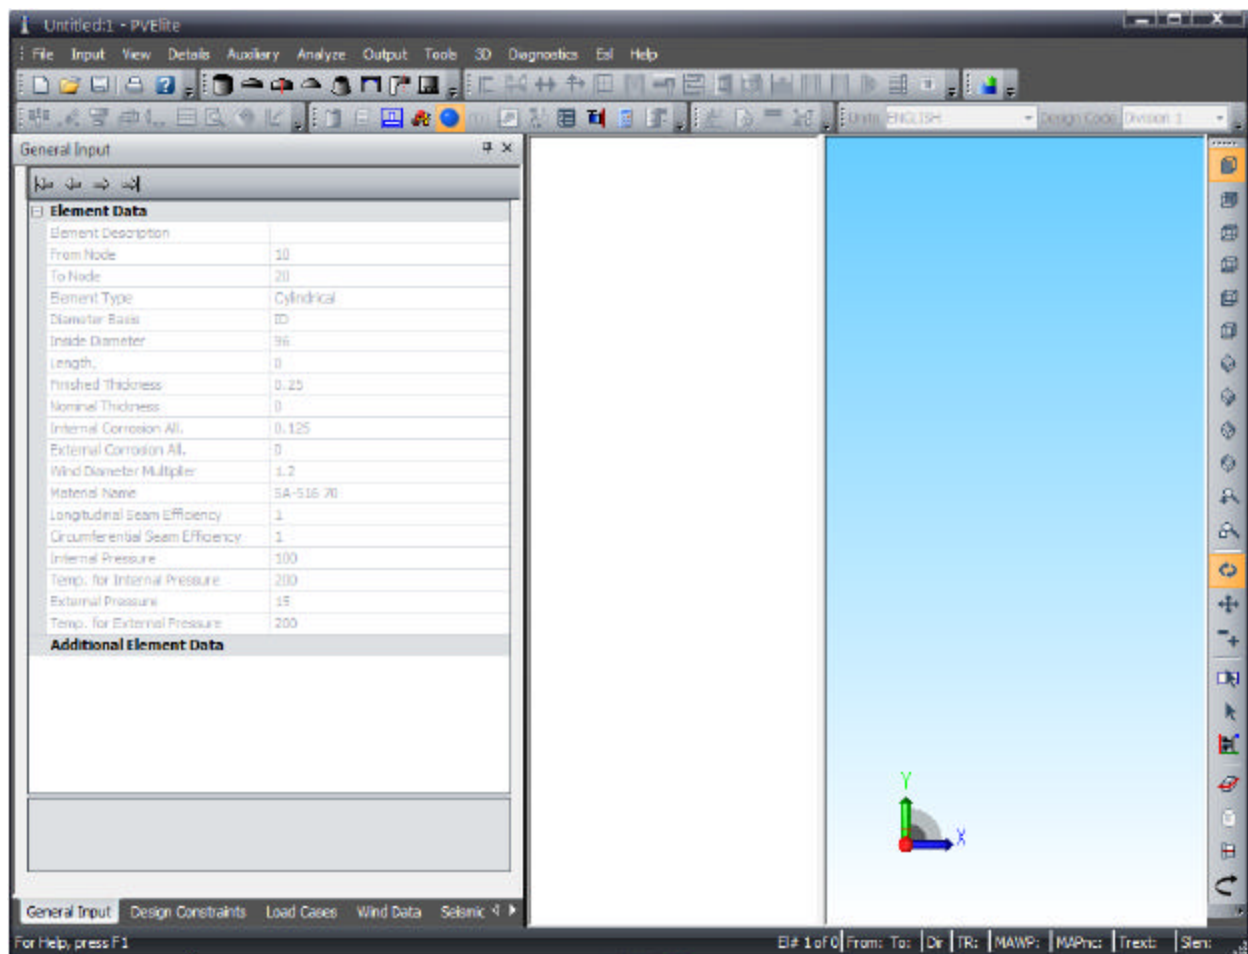 Untitled:1 - PVElite
File Input View Details Auxiliary Analyze Output Tools 3D Diagnostics Esl Help
Units ENGLISH Design Code Division 1
General Input
Element Data
Element Description
From Node 10
To Node 20
Element Type Cylindrical
Diameter Basis ID
Inside Diameter 96
Length. 0
Finished Thickness 0.25
Nominal Thickness 0
Internal Corrosion All. 0.125
External Corrosion All. 0
Wind Diameter Multiplier 1.2
Material Name SA-516 70
Longitudinal Seam Efficiency 1
Circumferential Seam Efficiency 1
Internal Pressure 100
Temp. for Internal Pressure 200
External Pressure 15
Temp. for External Pressure 200
Additional Element Data
Y
X
General Input Design Constraints Load Cases Wind Data Seismic
For Help, press F1 El# 1 of 0 From: To: Dir TR: MAWP: MAPnc: Trext: Slen: